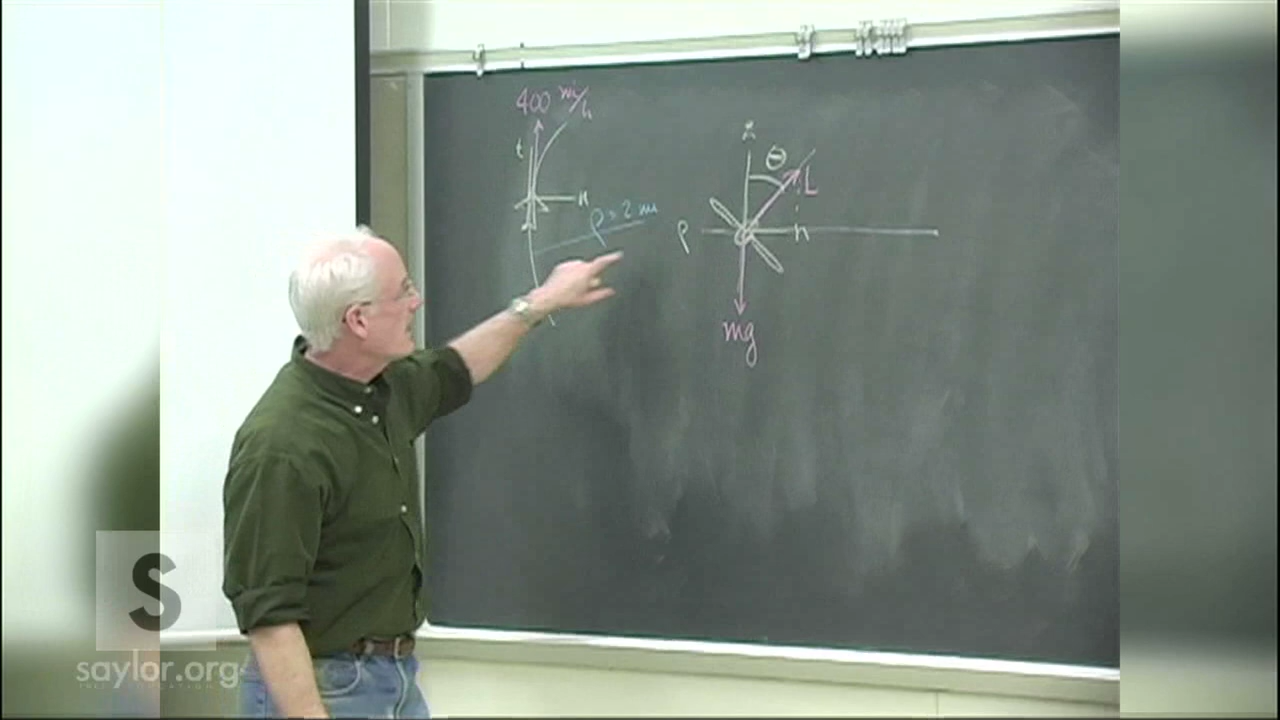 400 mi/h
t
n
ρ = 2 mi
z
θ
L
ρ
n
mg
S
saylor.org